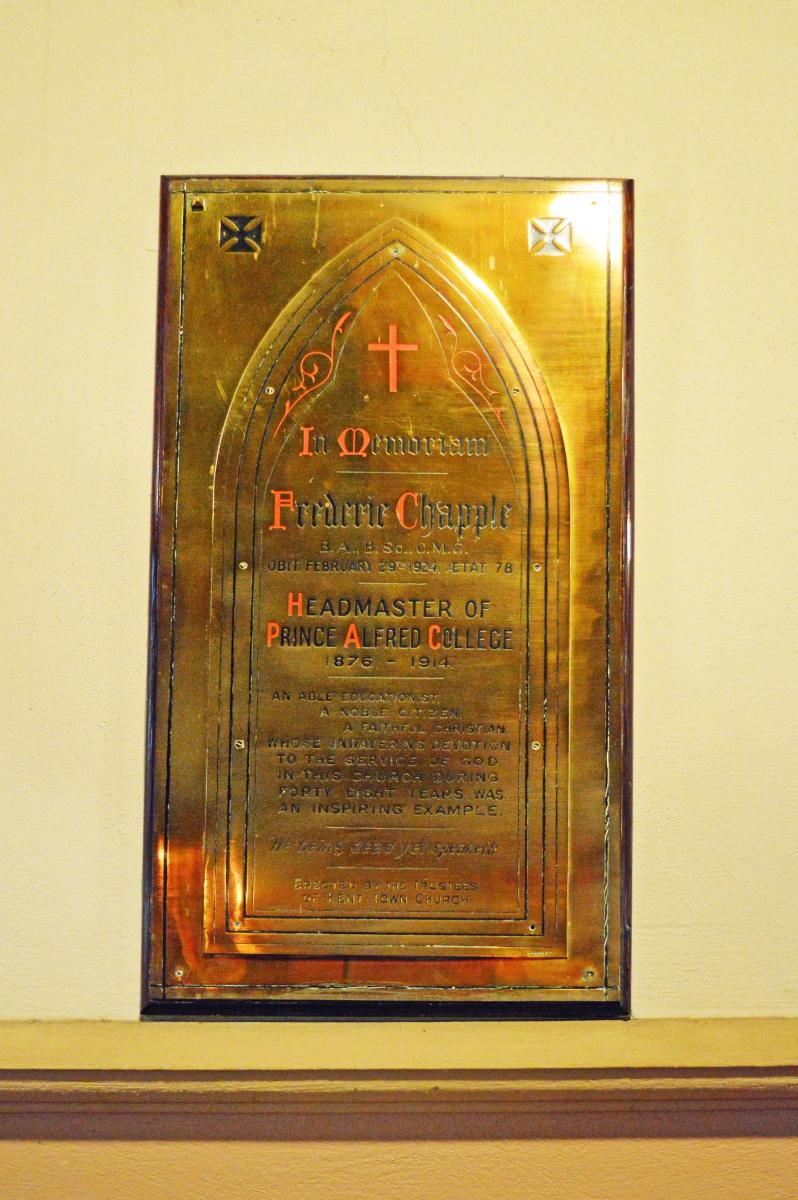 In Memoriam
Frederic Chapple
B.A., B.Sc., C.M.G.
OBIT FEBRUARY 29TH 1924, ÆTAT 78
HEADMASTER OF
PRINCE ALFRED COLLEGE
1876 - 1914.
AN ABLE EDUCATIONIST,
A NOBLE CITIZEN,
A FAITHFUL CHRISTIAN
WHOSE UNWAVERING DEVOTION
TO THE SERVICE OF GOD
IN THIS CHURCH DURING
FORTY EIGHT YEARS WAS
AN INSPIRING EXAMPLE.
He being dead yet speaketh
ERECTED BY THE TRUSTEES
OF KENT TOWN CHURCH